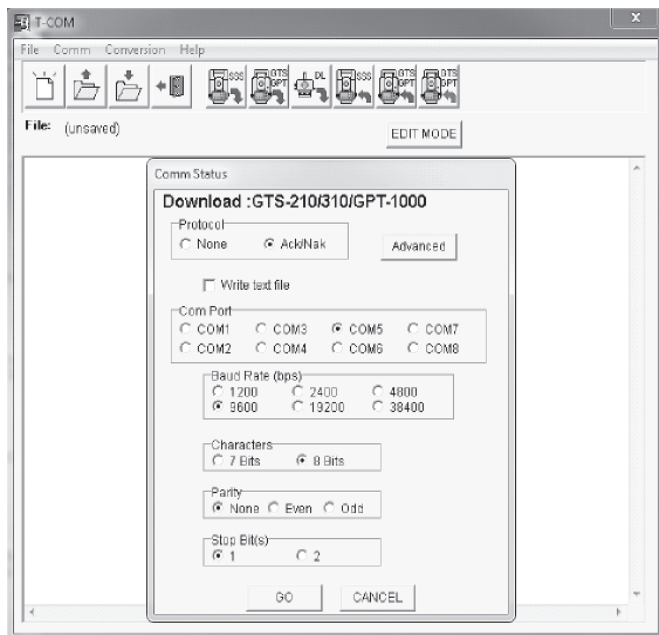 T-COM
File Comm Conversion Help
SSS GTS GPT DL SSS GTS GPT GTS GPT
File: (unsaved)
EDIT MODE
Comm Status
Download :GTS-210/310/GPT-1000
Protocol
None Ack/Nak
Advanced
Write text file
Com Port
COM1 COM3 COM5 COM7
COM2 COM4 COM6 COM8
Baud Rate (bps)
1200 2400 4800
9600 19200 38400
Characters
7 Bits 8 Bits
Parity
None Even Odd
Stop Bit(s)
1 2
GO CANCEL